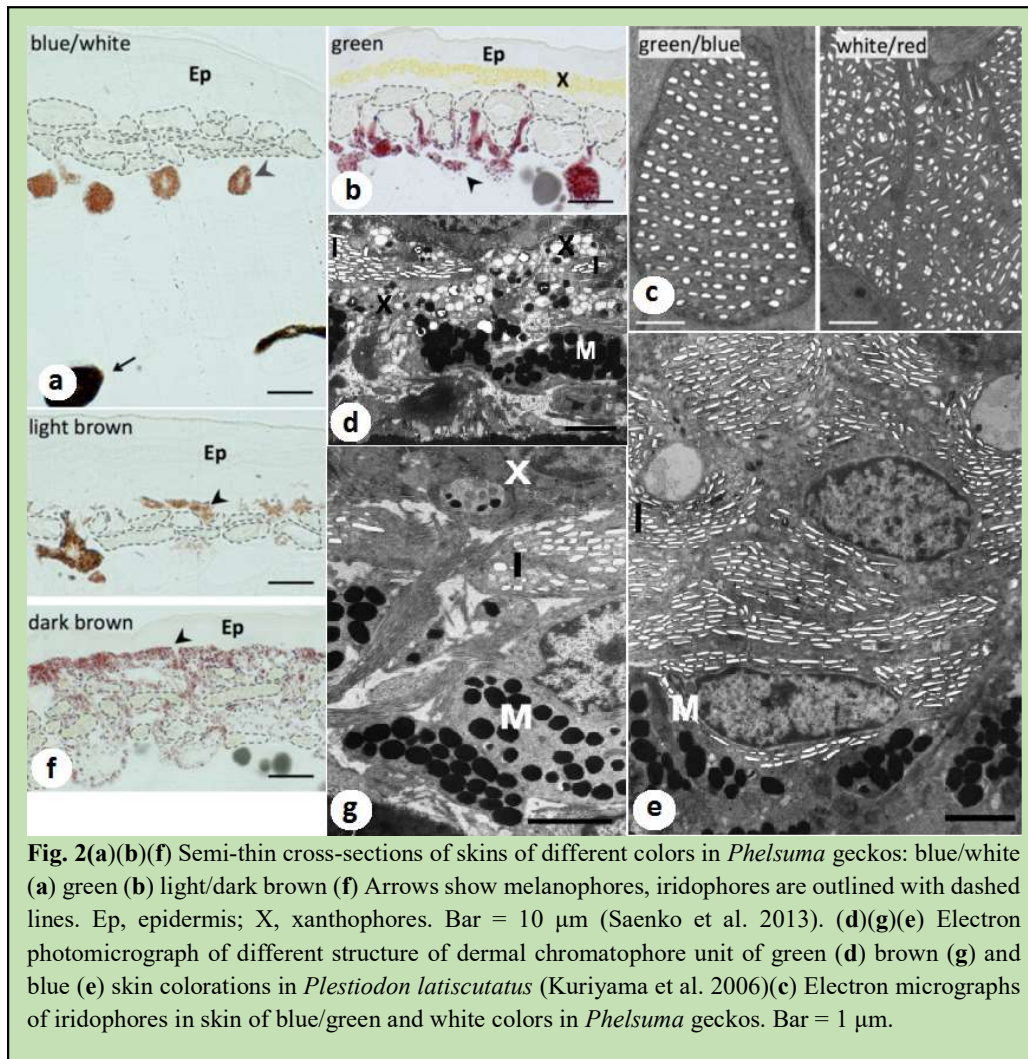 blue/white
Ep
a
green
Ep
X
b
green/blue
white/red
c
I
X
I
X
M
d
light brown
Ep
dark brown
Ep
f
X
I
M
g
I
M
e
Fig. 2(a)(b)(f) Semi-thin cross-sections of skins of different colors in Phelsuma geckos: blue/white
(a) green (b) light/dark brown (f) Arrows show melanophores, iridophores are outlined with dashed
lines. Ep, epidermis; X, xanthophores. Bar = 10 μm (Saenko et al. 2013). (d)(g)(e) Electron
photomicrograph of different structure of dermal chromatophore unit of green (d) brown (g) and
blue (e) skin colorations in Plestiodon latiscutatus (Kuriyama et al. 2006)(c) Electron micrographs
of iridophores in skin of blue/green and white colors in Phelsuma geckos. Bar = 1 μm.